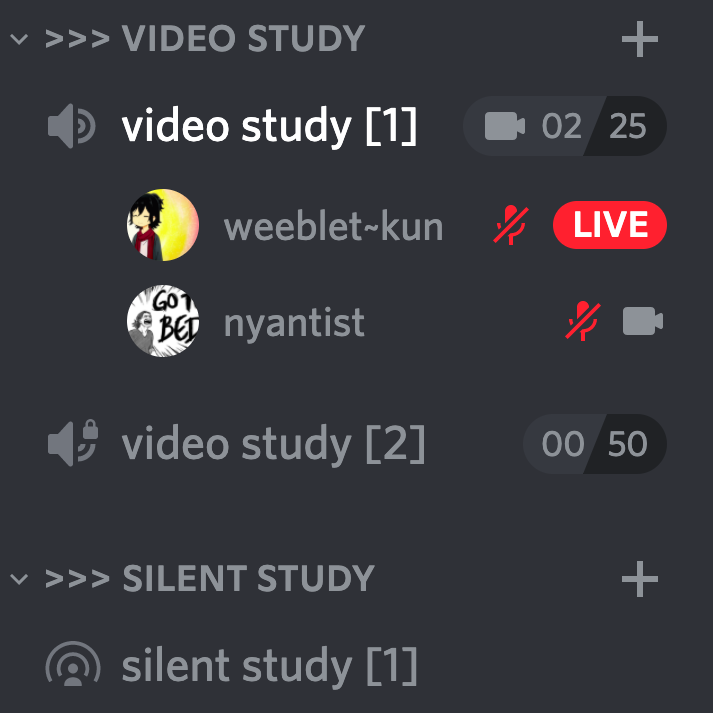 >>> VIDEO STUDY
video study [1] 02 25
weeblet~kun LIVE
GOT
BED
nyantist
video study [2] 00 50
>>> SILENT STUDY
silent study [1]